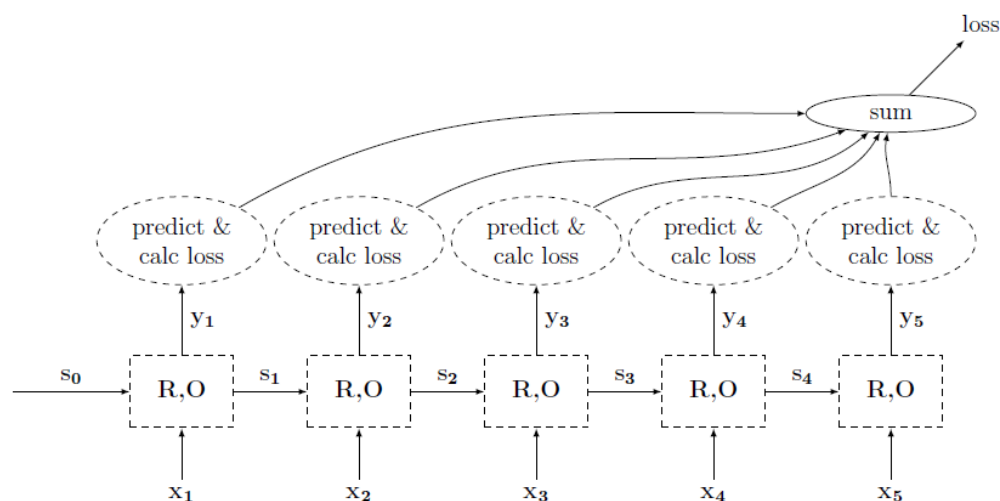 loss
sum
predict & predict & predict & predict & predict &
calc loss calc loss calc loss calc loss calc loss
y₁ y₂ y₃ y₄ y₅
s₀ s₁ s₂ s₃ s₄
R,O R,O R,O R,O R,O
x₁ x₂ x₃ x₄ x₅